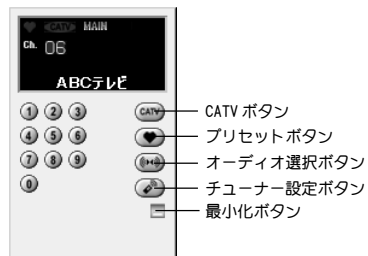 CATV MAIN
Ch. 06
ABCテレビ
1 2 3 CATV CATV ボタン
4 5 6 プリセットボタン
7 8 9 オーディオ選択ボタン
0 チューナー設定ボタン
最小化ボタン